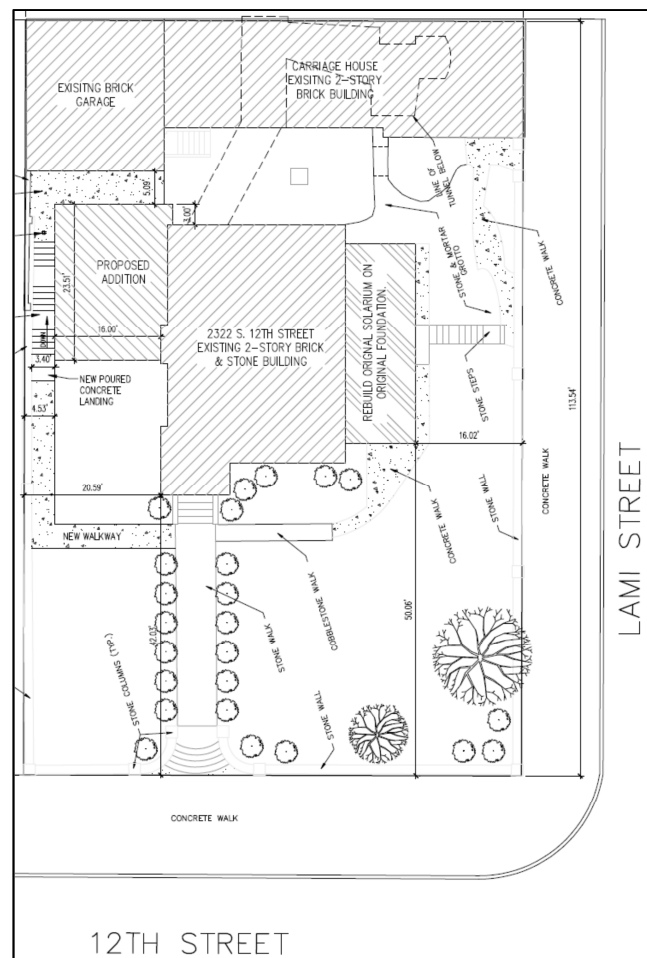 CARRIAGE HOUSE
EXISITNG 2-STORY
BRICK BUILDING
EXISITNG BRICK
GARAGE
LINE OF
TUNNEL BELOW
5.09'
3.00'
STONE & MORTAR
GROTTO
CONCRETE WALK
PROPOSED
ADDITION
23.51'
16.00'
DOWN
3.40'
2322 S. 12TH STREET
EXISTING 2-STORY BRICK
& STONE BUILDING
REBUILD ORIGNAL SOLARIUM ON
ORIGINAL FOUNDATION.
STONE STEPS
113.54'
NEW POURED
CONCRETE
LANDING
4.53'
16.02'
20.59'
CONCRETE WALK
STONE WALL
CONCRETE WALK
LAMI STREET
NEW WALKWAY
COBBLESTONE WALK
50.06'
42.03'
STONE WALK
STONE COLUMNS (TYP.)
STONE WALL
CONCRETE WALK
12TH STREET